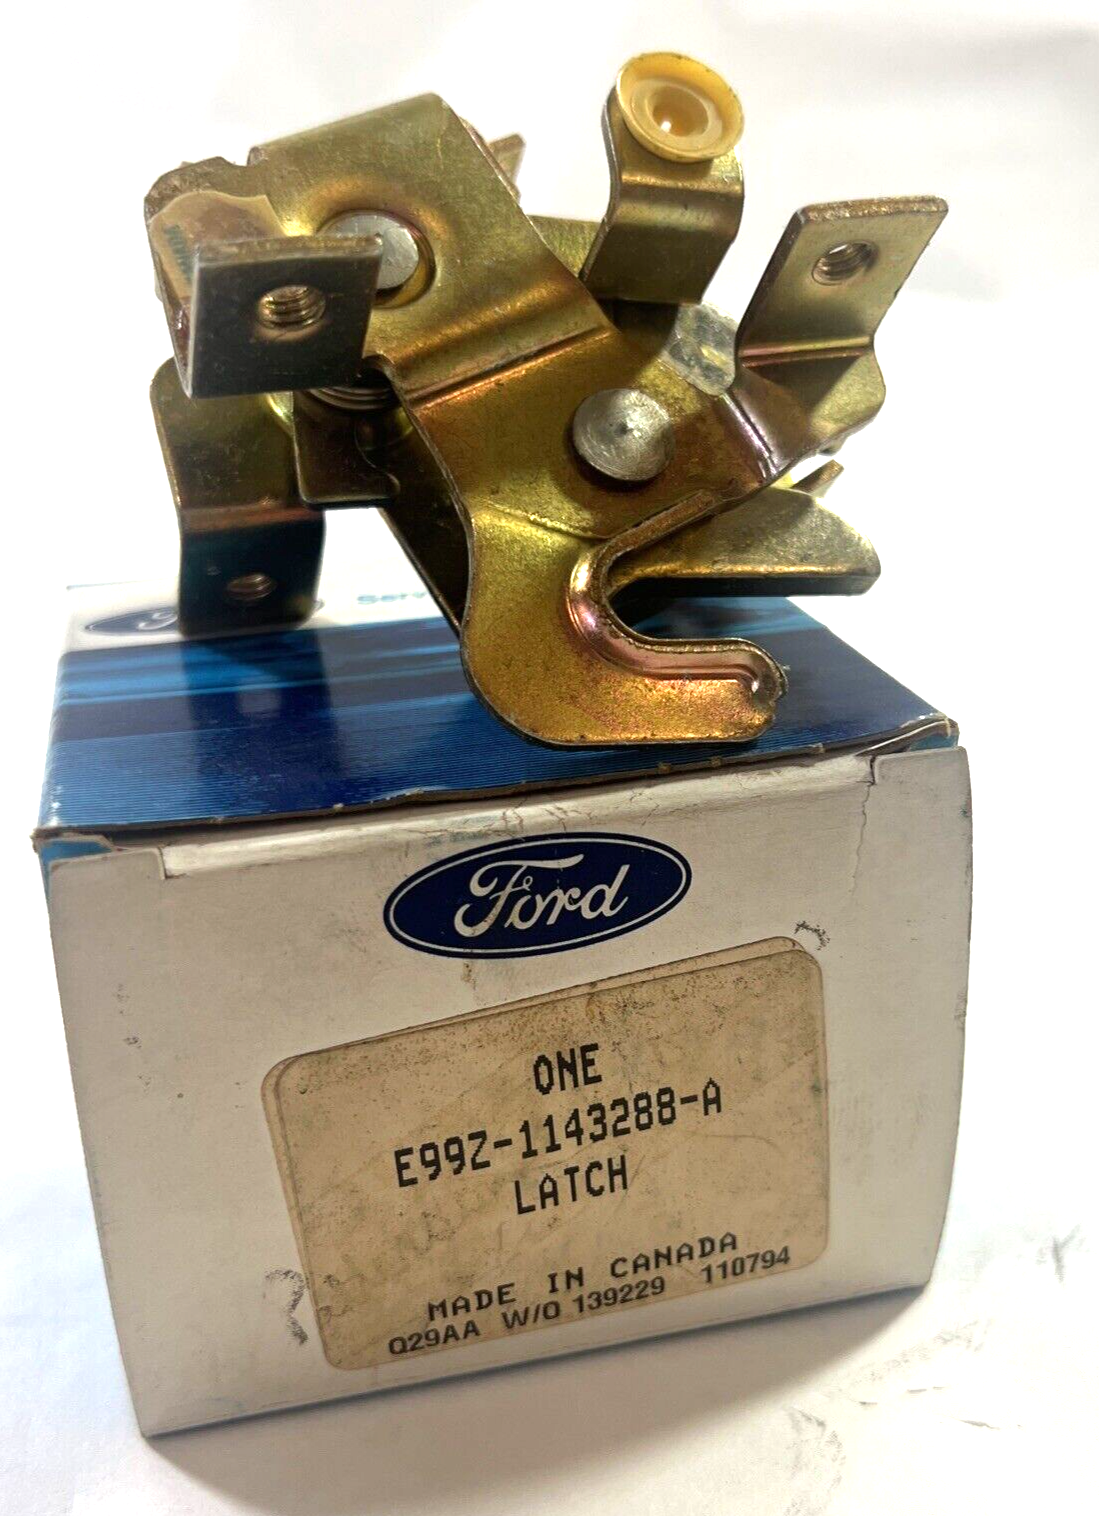 Ford
ONE
E99Z-1143288-A
LATCH
MADE IN CANADA
Q29AA W/O 139229 110794